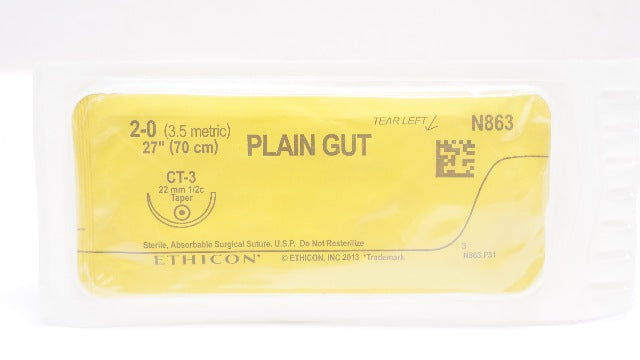 2-0 (3.5 metric)
27" (70 cm)
PLAIN GUT
TEAR LEFT
N863
CT-3
22 mm 1/2c
Taper
Sterile, Absorbable Surgical Suture. U.S.P. Do Not Resterilize
ETHICON* © ETHICON, INC 2013 *Trademark
3
N863.P31